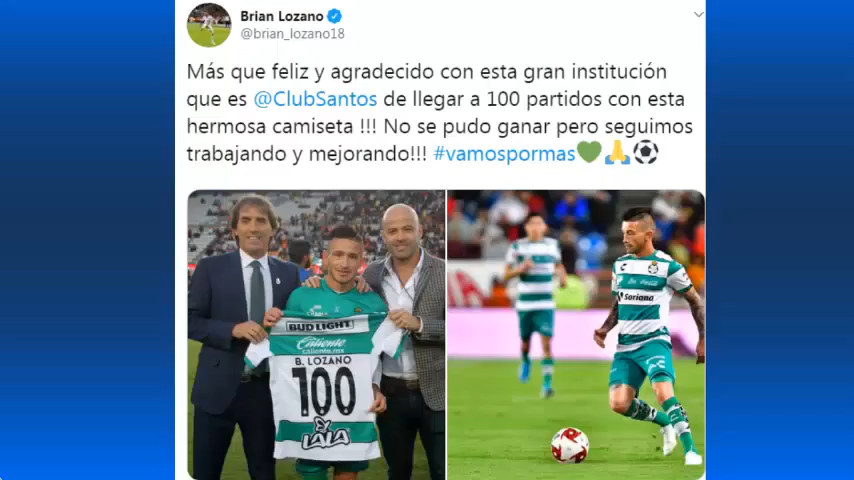 Brian Lozano
@brian_lozano18
Más que feliz y agradecido con esta gran institución
que es @ClubSantos de llegar a 100 partidos con esta
hermosa camiseta !!! No se pudo ganar pero seguimos
trabajando y mejorando!!! #vamospormas💚🙏⚽
BUD LIGHT
Caliente
caliente.mx
B. LOZANO
100
LALA
Soriana